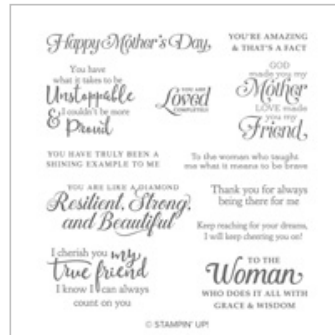 Happy Mother's Day,
YOU'RE AMAZING
& THAT'S A FACT
You have
what it takes to be
Unstoppable
I couldn't be more
& Proud
YOU ARE
Loved
COMPLETELY
GOD
made you my
Mother
LOVE made
you my
Friend,
YOU HAVE TRULY BEEN A
SHINING EXAMPLE TO ME
To the woman who taught
me what it means to be brave
YOU ARE LIKE A DIAMOND
Resilient, Strong,
and Beautiful
Thank you for always
being there for me
Keep reaching for your dreams,
I will keep cheering you on!
I cherish you my
true friend
I know I can always
count on you
TO THE
Woman
WHO DOES IT ALL WITH
GRACE & WISDOM
© STAMPIN' UP!